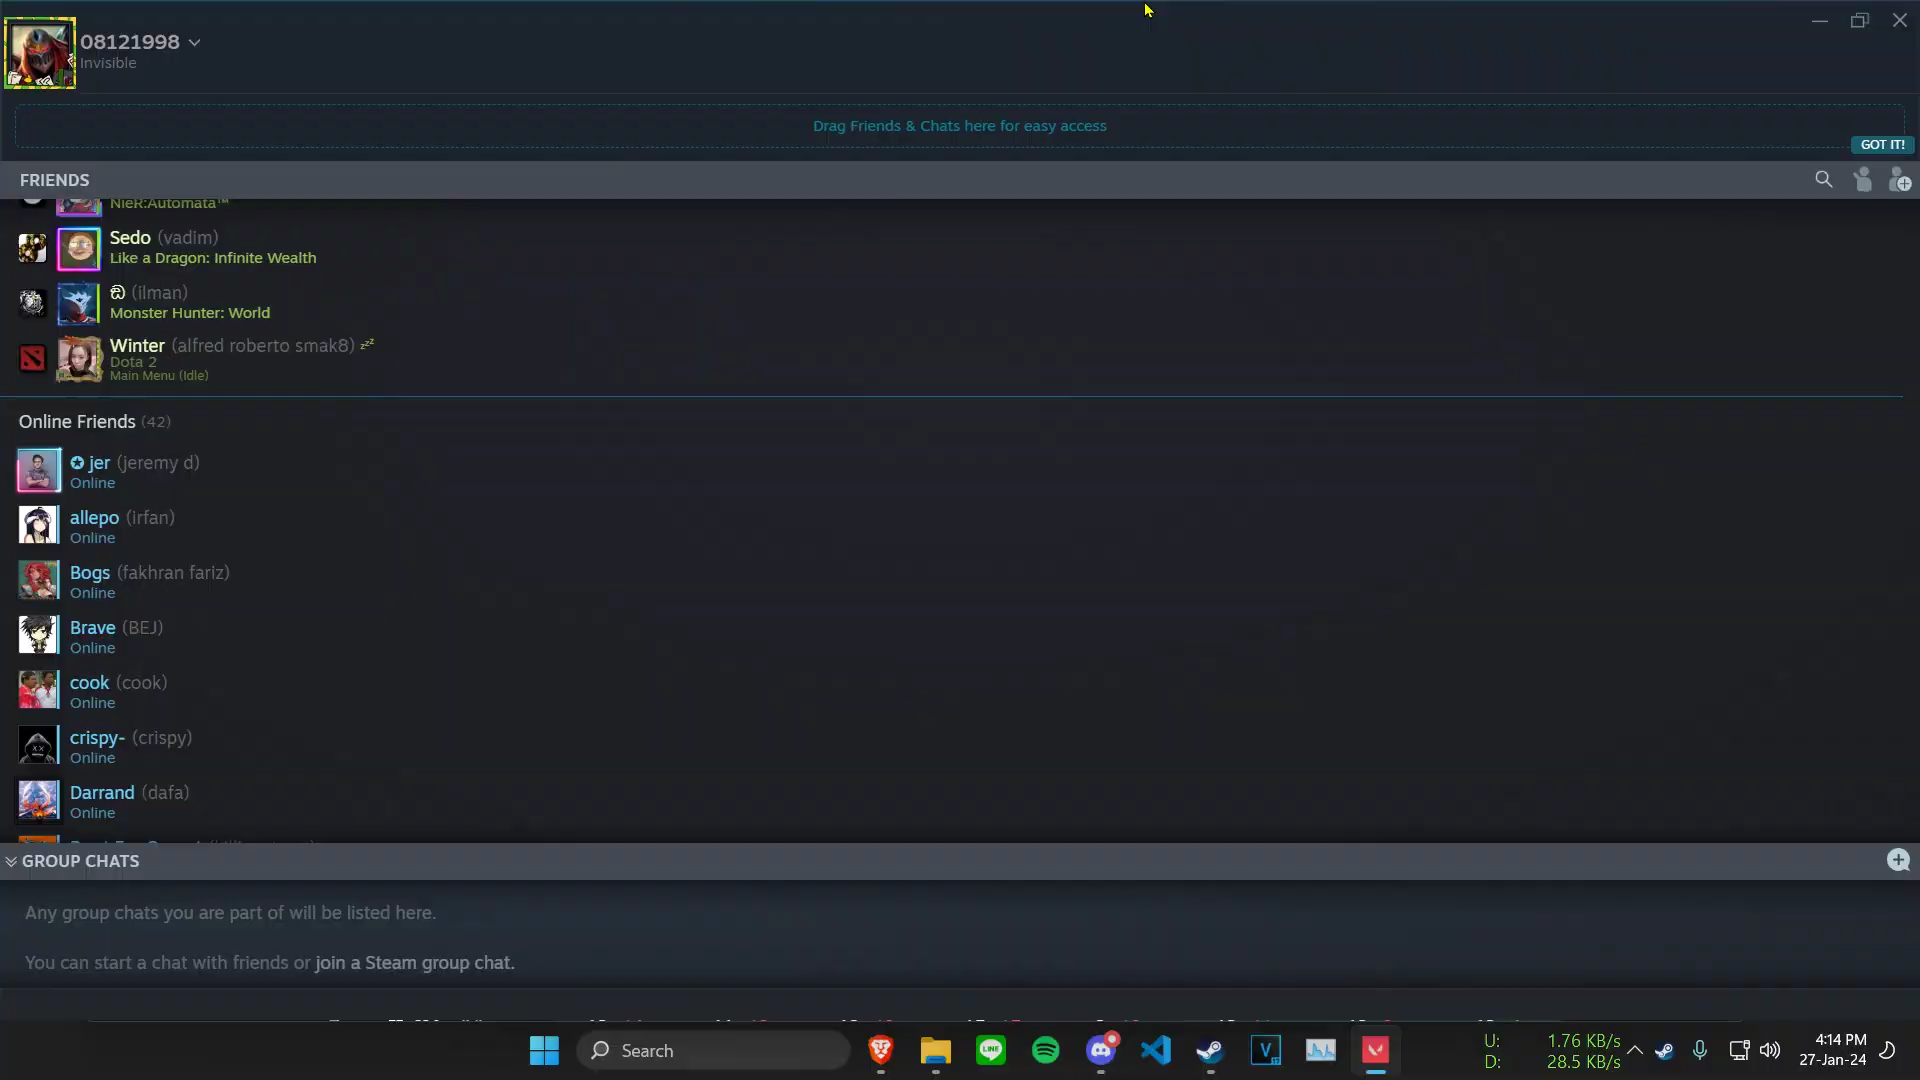 08121998
Invisible
Drag Friends & Chats here for easy access
GOT IT!
FRIENDS
NieR:Automata™
Sedo (vadim)
Like a Dragon: Infinite Wealth
(ilman)
Monster Hunter: World
Winter (alfred roberto smak8) zzz
Dota 2
Main Menu (Idle)
Online Friends (42)
jer (jeremy d)
Online
allepo (irfan)
Online
Bogs (fakhran fariz)
Online
Brave (BEJ)
Online
cook (cook)
Online
crispy- (crispy)
Online
Darrand (dafa)
Online
GROUP CHATS
Any group chats you are part of will be listed here.
You can start a chat with friends or join a Steam group chat.
Search
LINE
U: 1.76 KB/s
D: 28.5 KB/s
4:14 PM
27-Jan-24